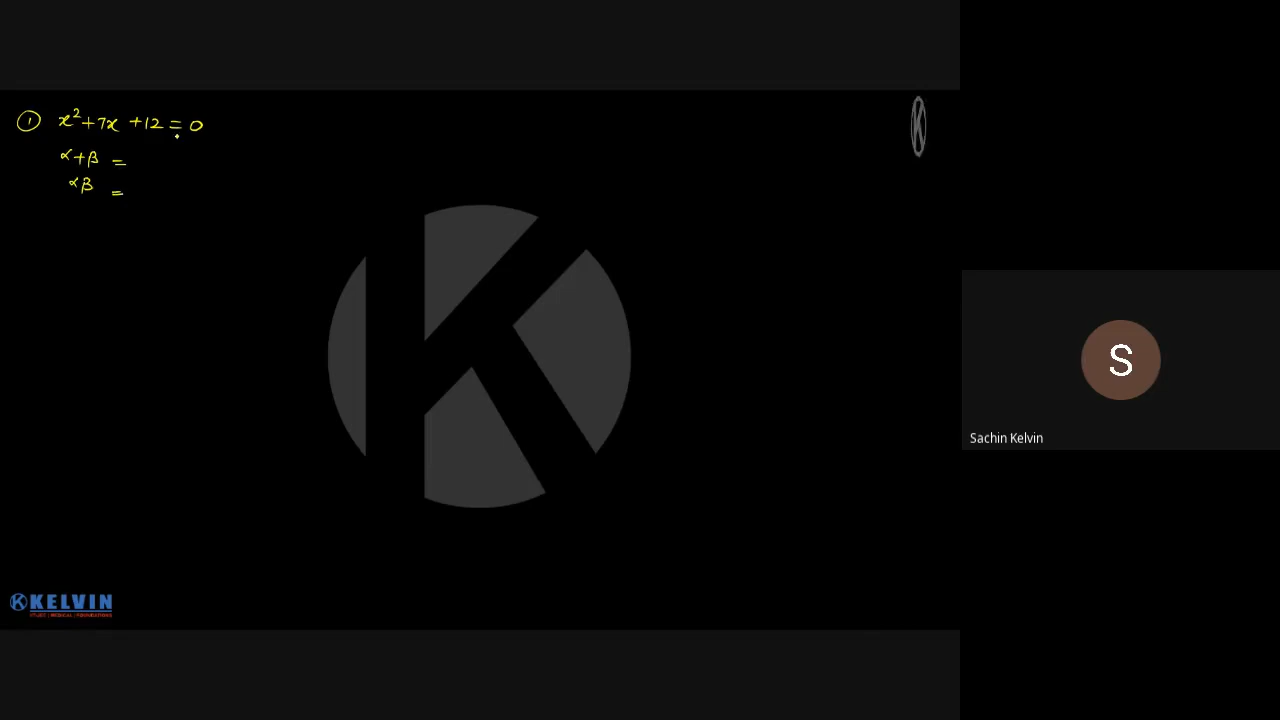 ① x²+7x +12 = 0
α+β =
αβ =
S
Sachin Kelvin
KELVIN